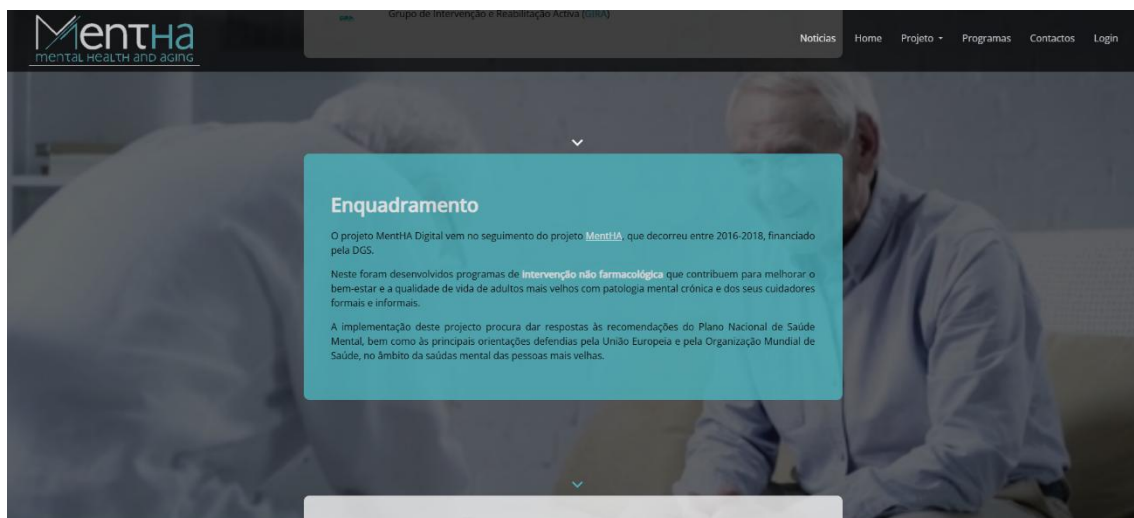 MentHa
mental Health and aging
Grupo de Intervenção e Reabilitação Activa (GIRA)
Notícias Home Projeto Programas Contactos Login
Enquadramento
O projeto MentHA Digital vem no seguimento do projeto MentHA, que decorreu entre 2016-2018, financiado
pela DGS.
Neste foram desenvolvidos programas de intervenção não farmacológica que contribuem para melhorar o
bem-estar e a qualidade de vida de adultos mais velhos com patologia mental crónica e dos seus cuidadores
formais e informais.
A implementação deste projecto procura dar respostas às recomendações do Plano Nacional de Saúde
Mental, bem como às principais orientações defendias pela União Europeia e pela Organização Mundial de
Saúde, no âmbito da saúdas mental das pessoas mais velhas.